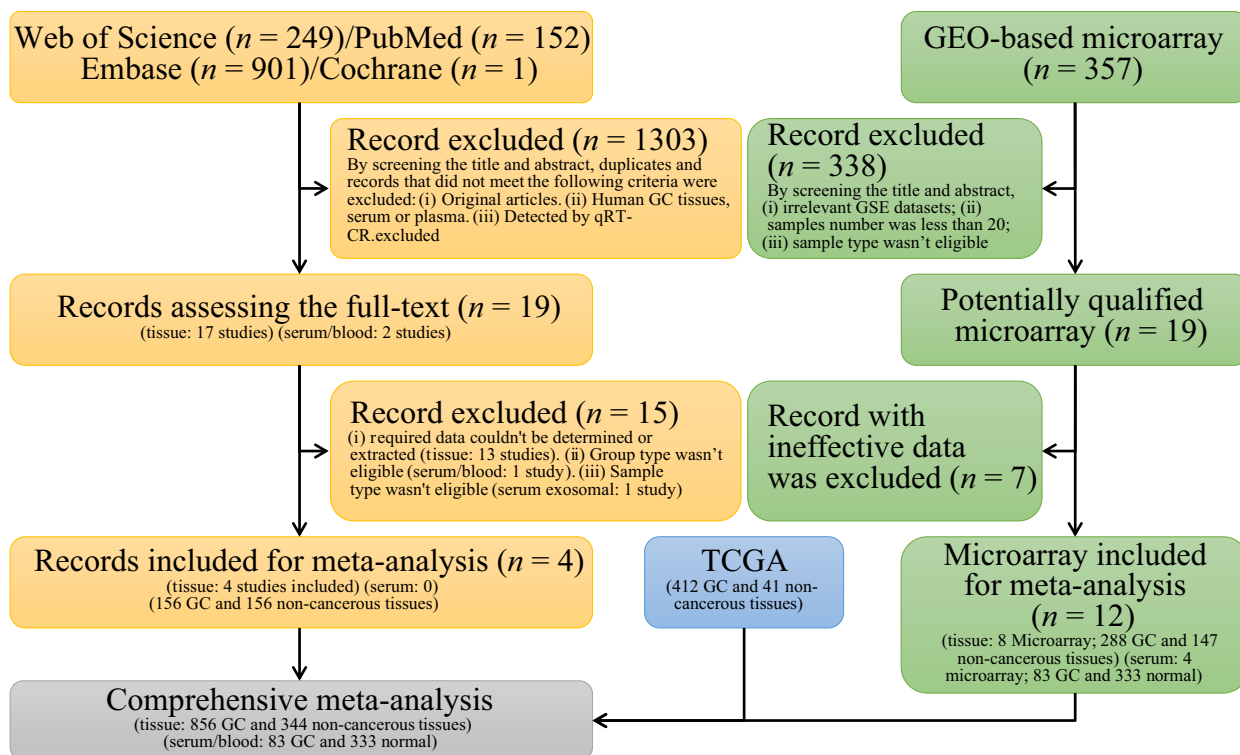 Web of Science (n = 249)/PubMed (n = 152)
Embase (n = 901)/Cochrane (n = 1)
GEO-based microarray
(n = 357)
Record excluded (n = 1303)
By screening the title and abstract, duplicates and
records that did not meet the following criteria were
excluded: (i) Original articles. (ii) Human GC tissues,
serum or plasma. (iii) Detected by qRT-
CR.excluded
Record excluded
(n = 338)
By screening the title and abstract,
(i) irrelevant GSE datasets; (ii)
samples number was less than 20;
(iii) sample type wasn't eligible
Records assessing the full-text (n = 19)
(tissue: 17 studies) (serum/blood: 2 studies)
Potentially qualified
microarray (n = 19)
Record excluded (n = 15)
(i) required data couldn't be determined or
extracted (tissue: 13 studies). (ii) Group type wasn't
eligible (serum/blood: 1 study). (iii) Sample
type wasn't eligible (serum exosomal: 1 study)
Record with
ineffective data
was excluded (n = 7)
Records included for meta-analysis (n = 4)
(tissue: 4 studies included) (serum: 0)
(156 GC and 156 non-cancerous tissues)
TCGA
(412 GC and 41 non-
cancerous tissues)
Microarray included
for meta-analysis
(n = 12)
(tissue: 8 Microarray; 288 GC and 147
non-cancerous tissues) (serum: 4
microarray; 83 GC and 333 normal)
Comprehensive meta-analysis
(tissue: 856 GC and 344 non-cancerous tissues)
(serum/blood: 83 GC and 333 normal)